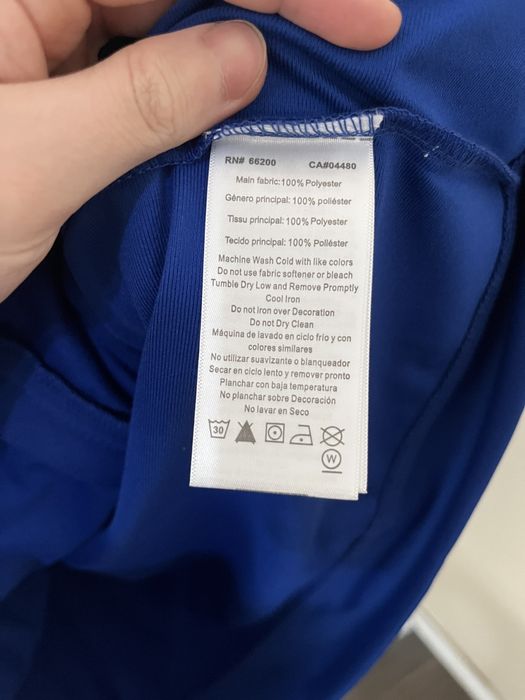 RN# 66200 CA#04480
Main fabric:100% Polyester
Género principal: 100% poliéster
Tissu principal: 100% Polyester
Tecido principal: 100% Poliéster
Machine Wash Cold with like colors
Do not use fabric softener or bleach
Tumble Dry Low and Remove Promptly
Cool Iron
Do not Iron over Decoration
Do not Dry Clean
Máquina de lavado en ciclo frío y con
colores similares
No utilizar suavizante o blanqueador
Secar en ciclo lento y remover pronto
Planchar con baja temperatura
No planchar sobre Decoración
No lavar en Seco
30
W